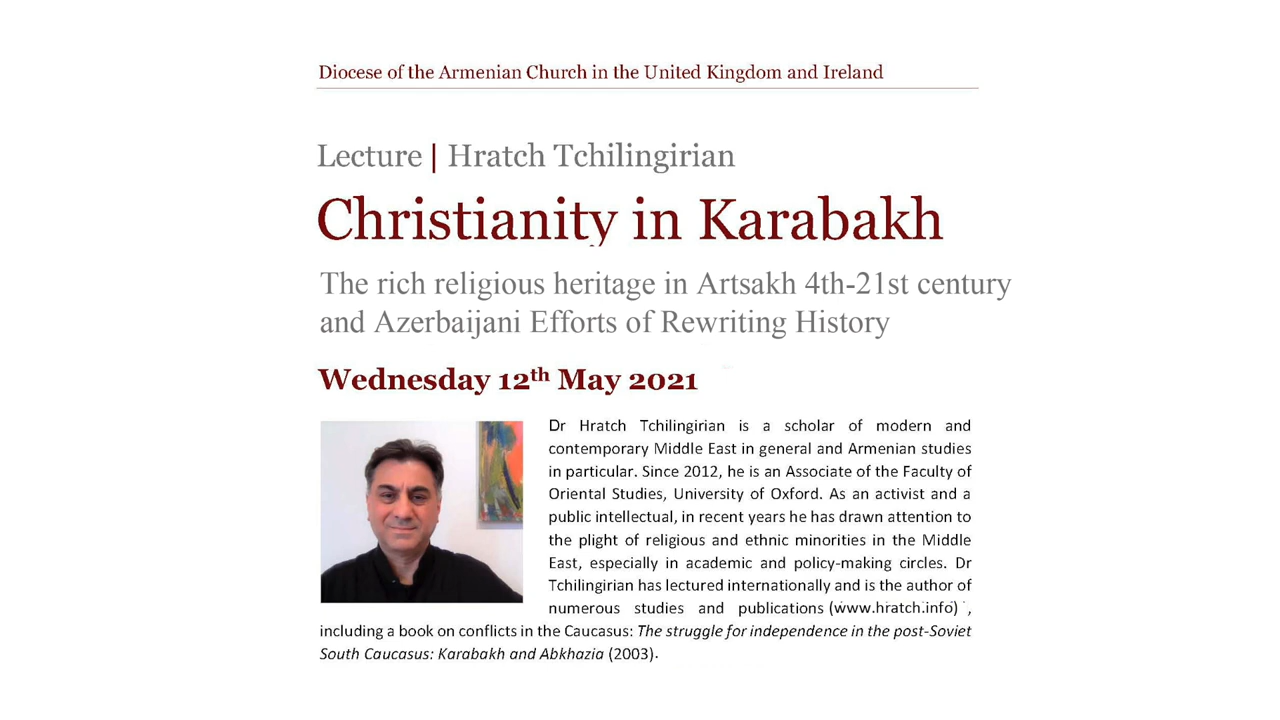 Diocese of the Armenian Church in the United Kingdom and Ireland
Lecture | Hratch Tchilingirian
Christianity in Karabakh
The rich religious heritage in Artsakh 4th-21st century
and Azerbaijani Efforts of Rewriting History
Wednesday 12th May 2021
Dr Hratch Tchilingirian is a scholar of modern and
contemporary Middle East in general and Armenian studies
in particular. Since 2012, he is an Associate of the Faculty of
Oriental Studies, University of Oxford. As an activist and a
public intellectual, in recent years he has drawn attention to
the plight of religious and ethnic minorities in the Middle
East, especially in academic and policy-making circles. Dr
Tchilingirian has lectured internationally and is the author of
numerous studies and publications (www.hratch.info) ,
including a book on conflicts in the Caucasus: The struggle for independence in the post-Soviet
South Caucasus: Karabakh and Abkhazia (2003).